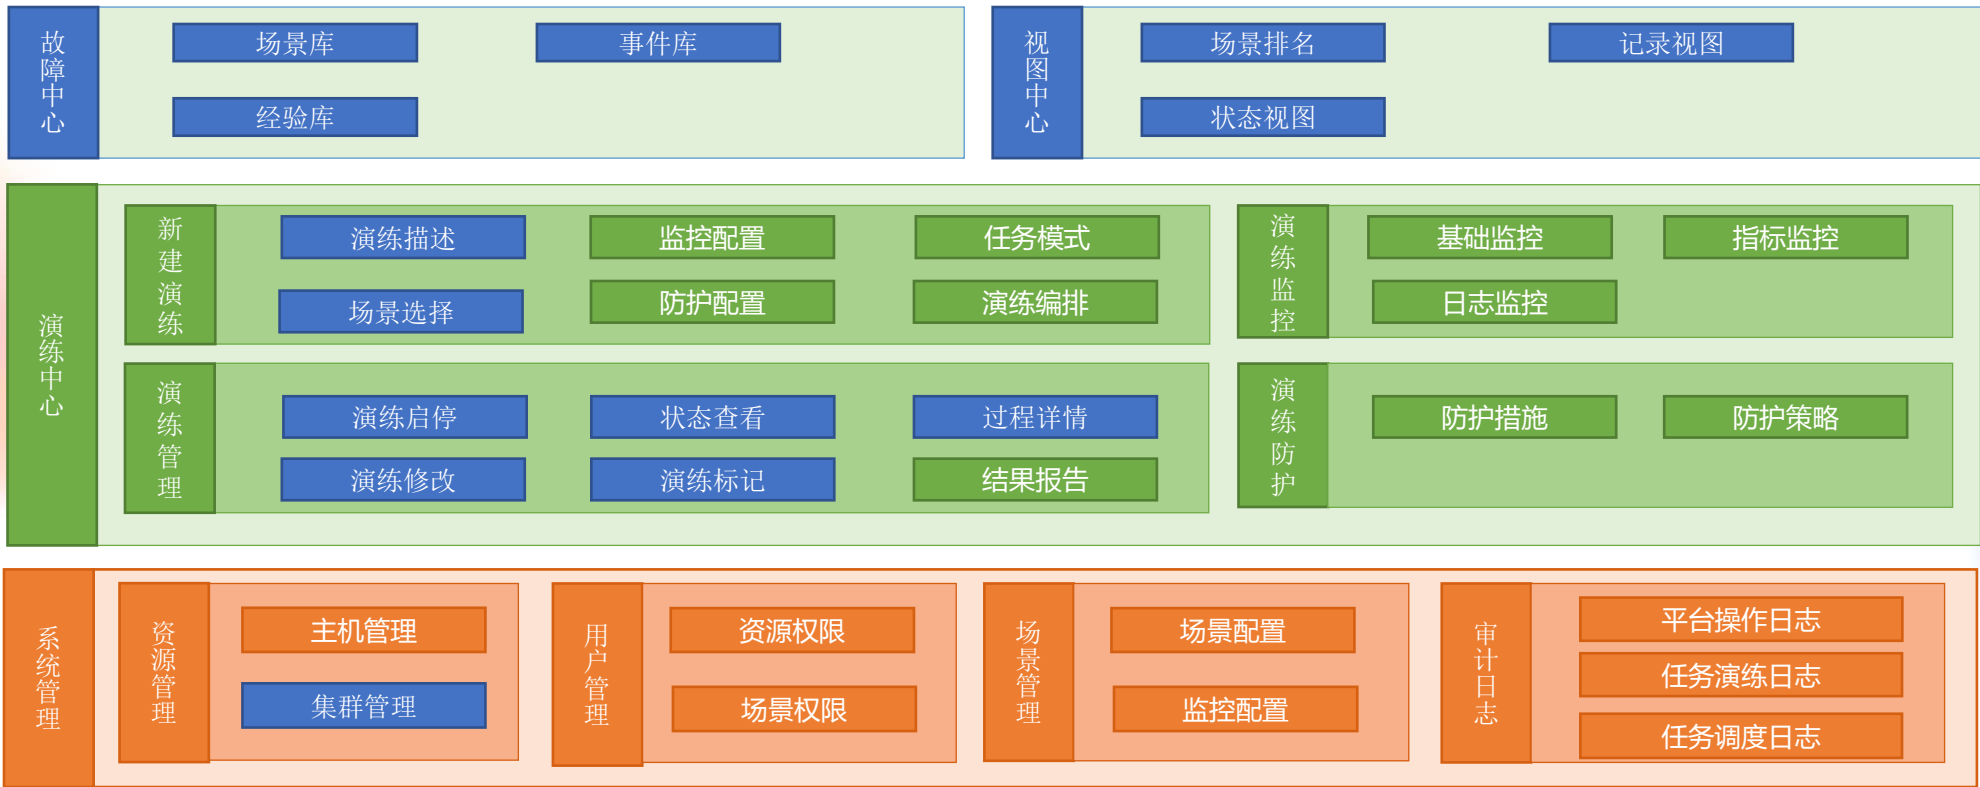 故障中心
场景库
事件库
经验库
视图中心
场景排名
记录视图
状态视图
演练中心
新建演练
演练描述
监控配置
任务模式
场景选择
防护配置
演练编排
演练监控
基础监控
指标监控
日志监控
演练管理
演练启停
状态查看
过程详情
演练修改
演练标记
结果报告
演练防护
防护措施
防护策略
系统管理
资源管理
主机管理
集群管理
用户管理
资源权限
场景权限
场景管理
场景配置
监控配置
审计日志
平台操作日志
任务演练日志
任务调度日志